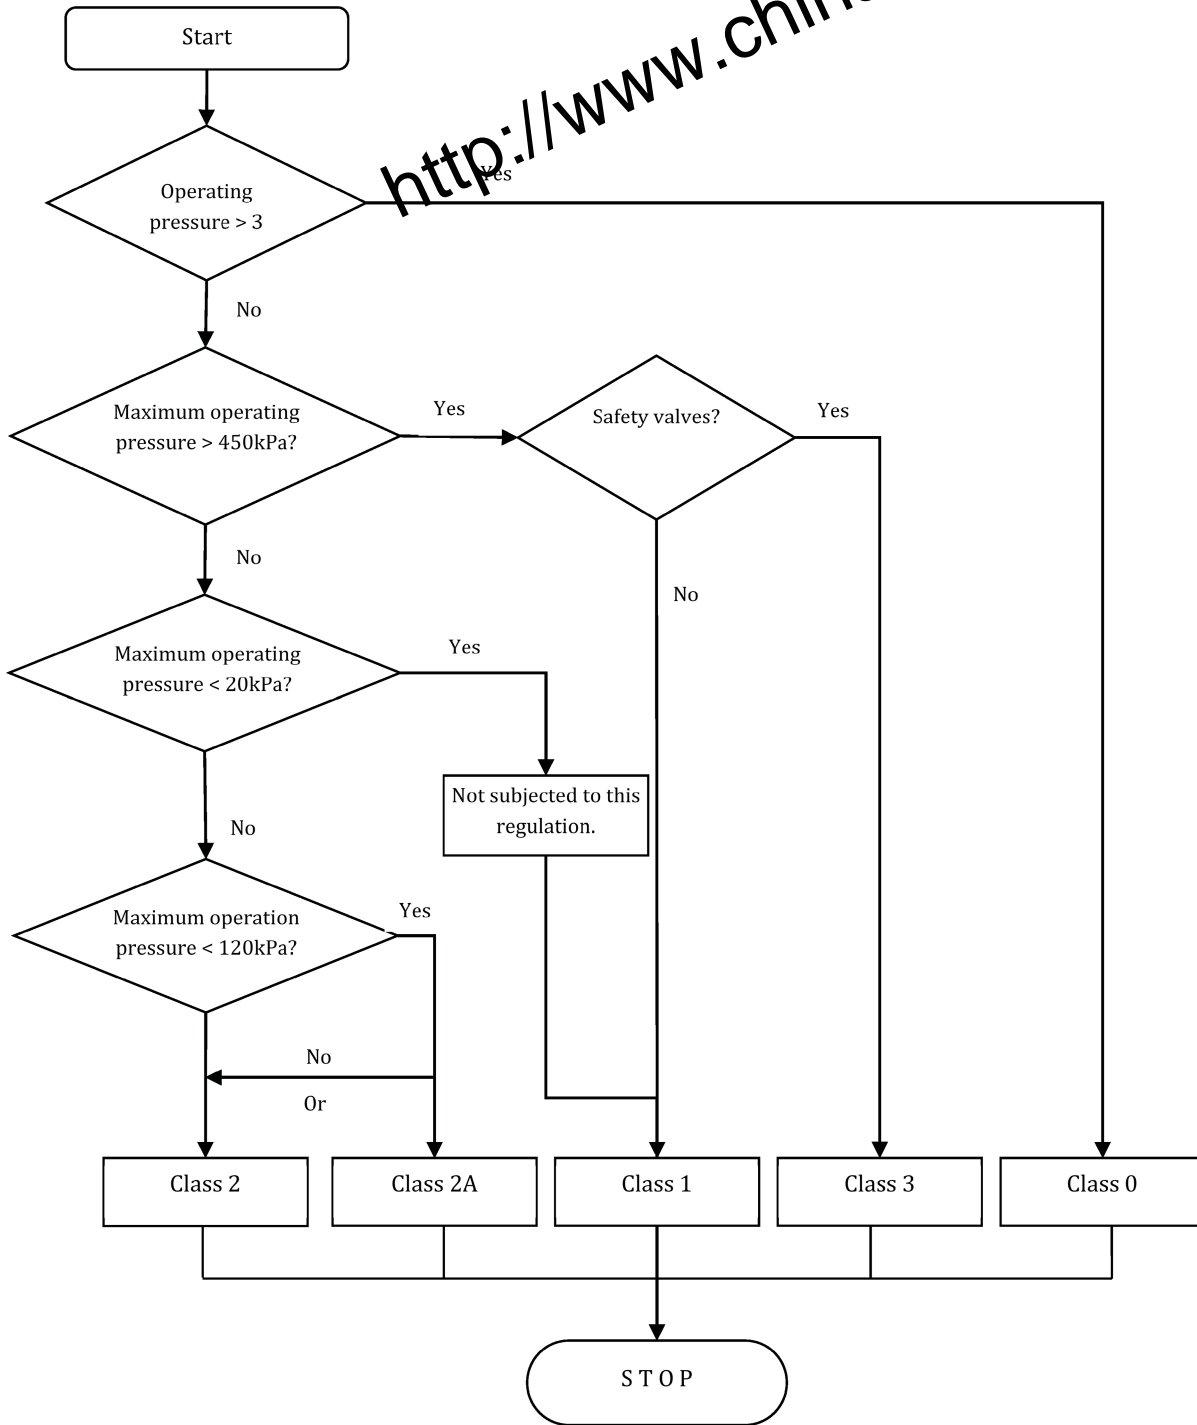 Start
http://www.chin
Yes
Operating
pressure > 3
No
Maximum operating
pressure > 450kPa?
Yes
Safety valves?
Yes
No
No
Maximum operating
pressure < 20kPa?
Yes
Not subjected to this
regulation.
No
Maximum operation
pressure < 120kPa?
Yes
No
Or
Class 2
Class 2A
Class 1
Class 3
Class 0
S T O P